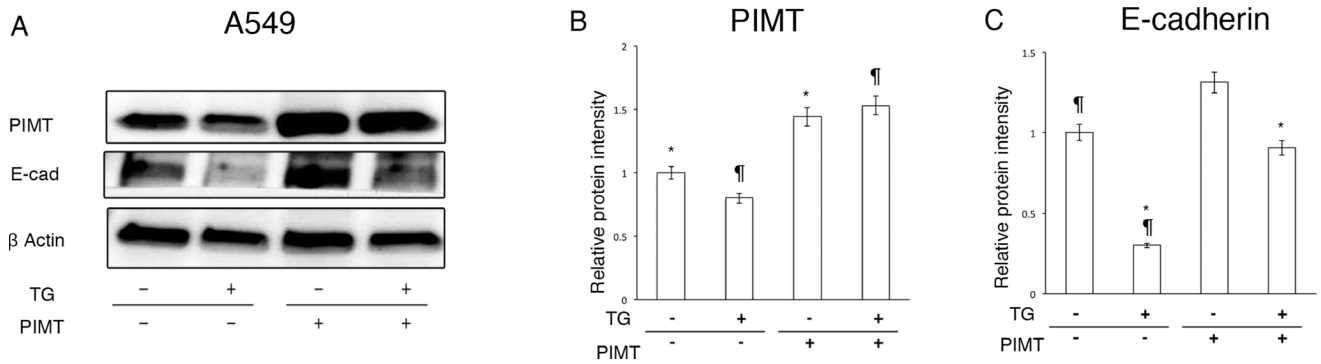 A
A549
PIMT
E-cad
β Actin
TG - + - +
PIMT - - + +
B
PIMT
Relative protein intensity
2
1.5
1
0.5
0
* ¶ * ¶
TG - + - +
PIMT - - + +
C
E-cadherin
Relative protein intensity
1.5
1
0.5
0
¶ * ¶ *
TG - + - +
PIMT - - + +